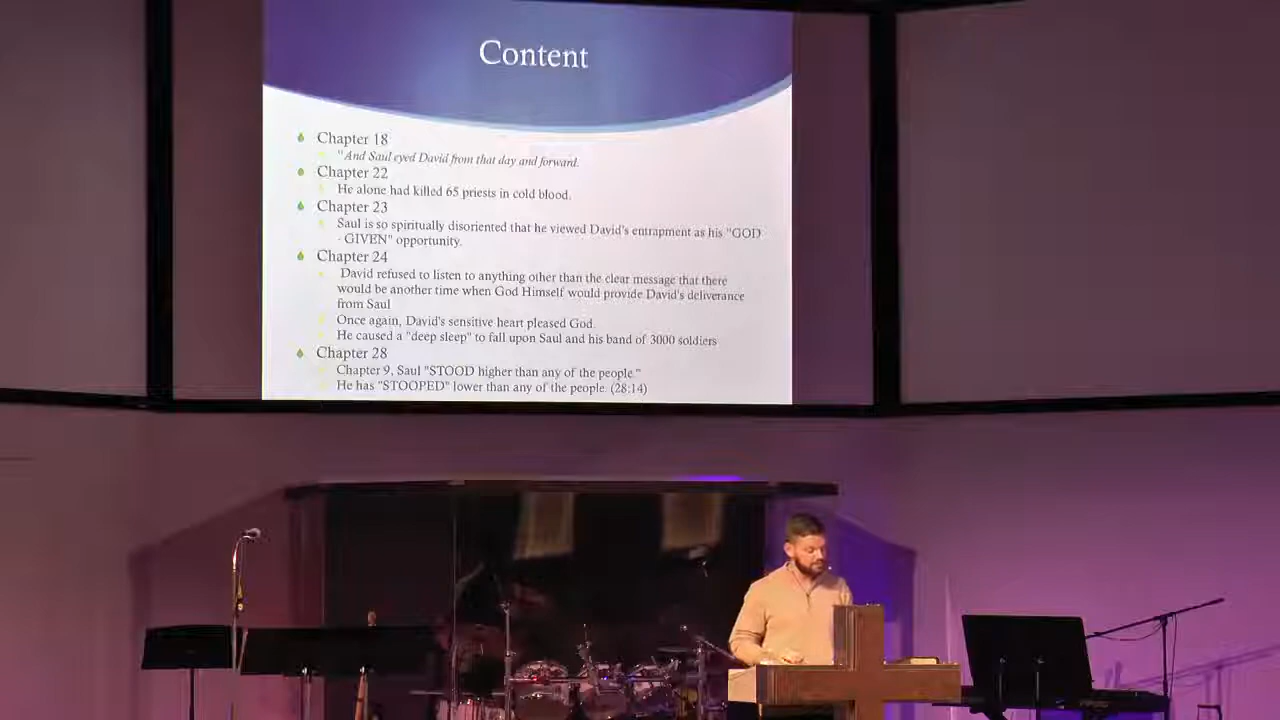 Content
Chapter 18
"And Saul eyed David from that day and forward.
Chapter 22
He alone had killed 65 priests in cold blood.
Chapter 23
Saul is so spiritually disoriented that he viewed David's entrapment as his "GOD
- GIVEN" opportunity.
Chapter 24
David refused to listen to anything other than the clear message that there
would be another time when God Himself would provide David's deliverance
from Saul
Once again, David's sensitive heart pleased God.
He caused a "deep sleep" to fall upon Saul and his band of 3000 soldiers
Chapter 28
Chapter 9, Saul "STOOD higher than any of the people."
He has "STOOPED" lower than any of the people. (28:14)